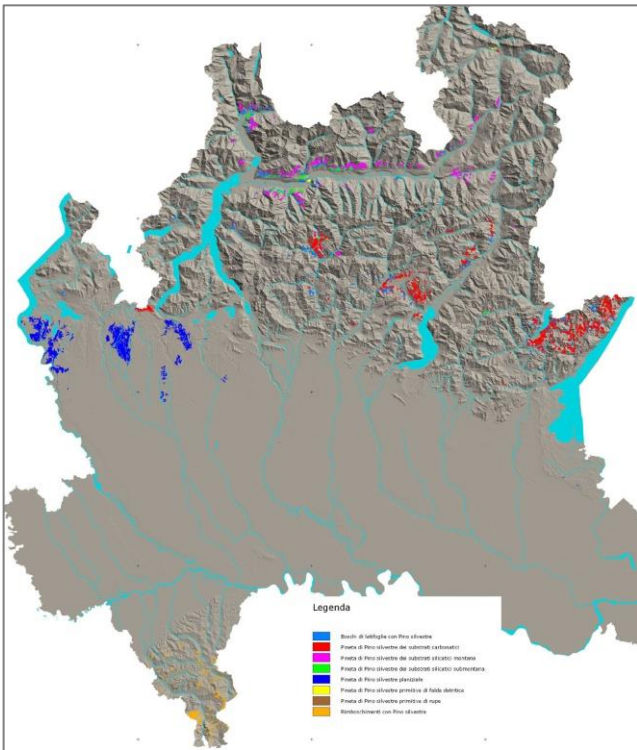 Legenda
Boschi di latifoglie con Pino silvestre
Pineta di Pino silvestre dei substrati carbonatici
Pineta di Pino silvestre dei substrati silicatici montana
Pineta di Pino silvestre dei substrati silicatici submontana
Pineta di Pino silvestre planiziale
Pineta di Pino silvestre primitiva di falda detritica
Pineta di Pino silvestre primitiva di rupe
Rimboschimenti con Pino silvestre